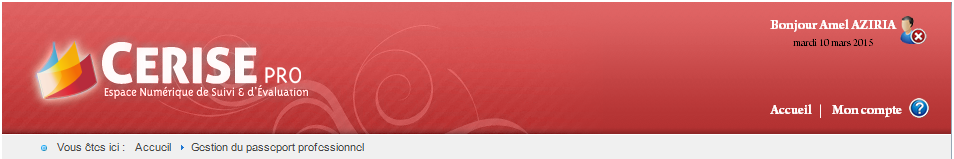 Bonjour Amel AZIRIA
mardi 10 mars 2015
CERISE PRO
Espace Numérique de Suivi & d'Évaluation
Accueil | Mon compte ?
Vous êtes ici : Accueil Gestion du passeport professionnel